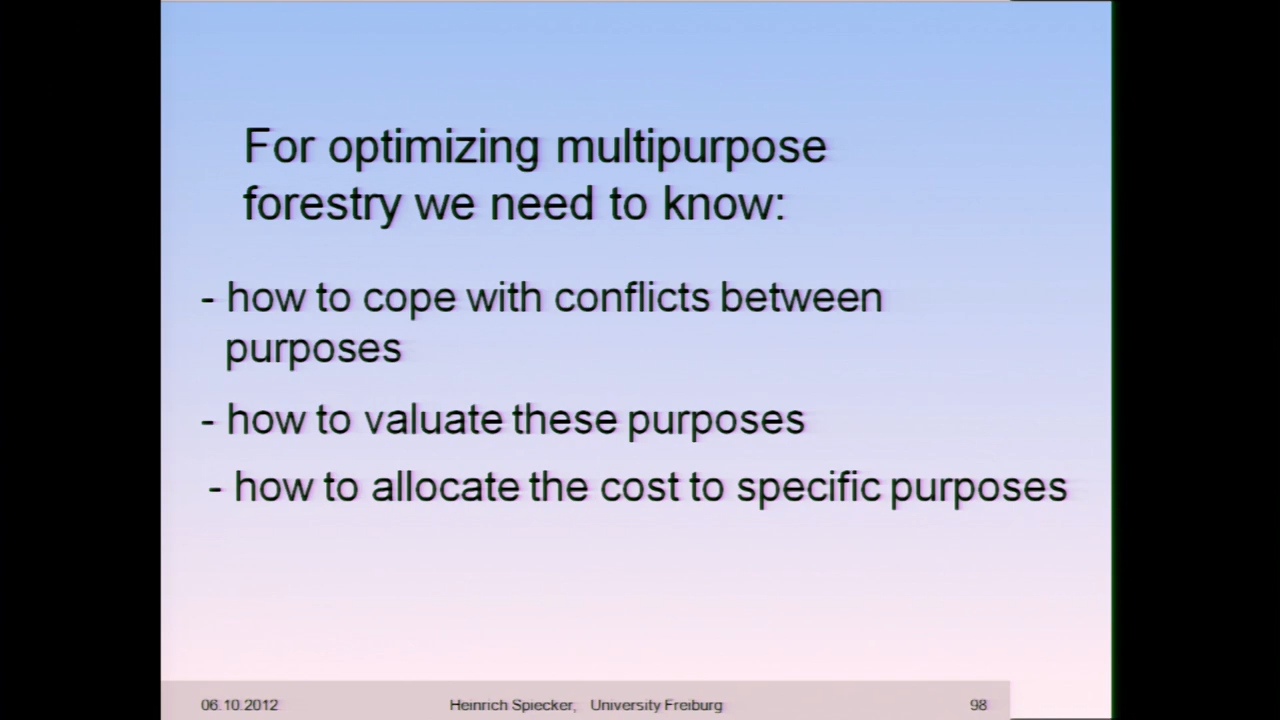 For optimizing multipurpose
forestry we need to know:
- how to cope with conflicts between
purposes
- how to valuate these purposes
- how to allocate the cost to specific purposes
06.10.2012 Heinrich Spiecker, University Freiburg 98